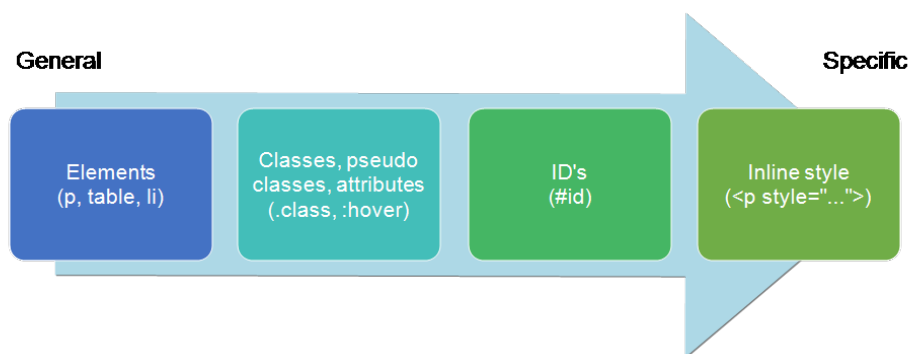 General
Specific
Elements
(p, table, li)
Classes, pseudo
classes, attributes
(.class, :hover)
ID's
(#id)
Inline style
(<p style="...">)